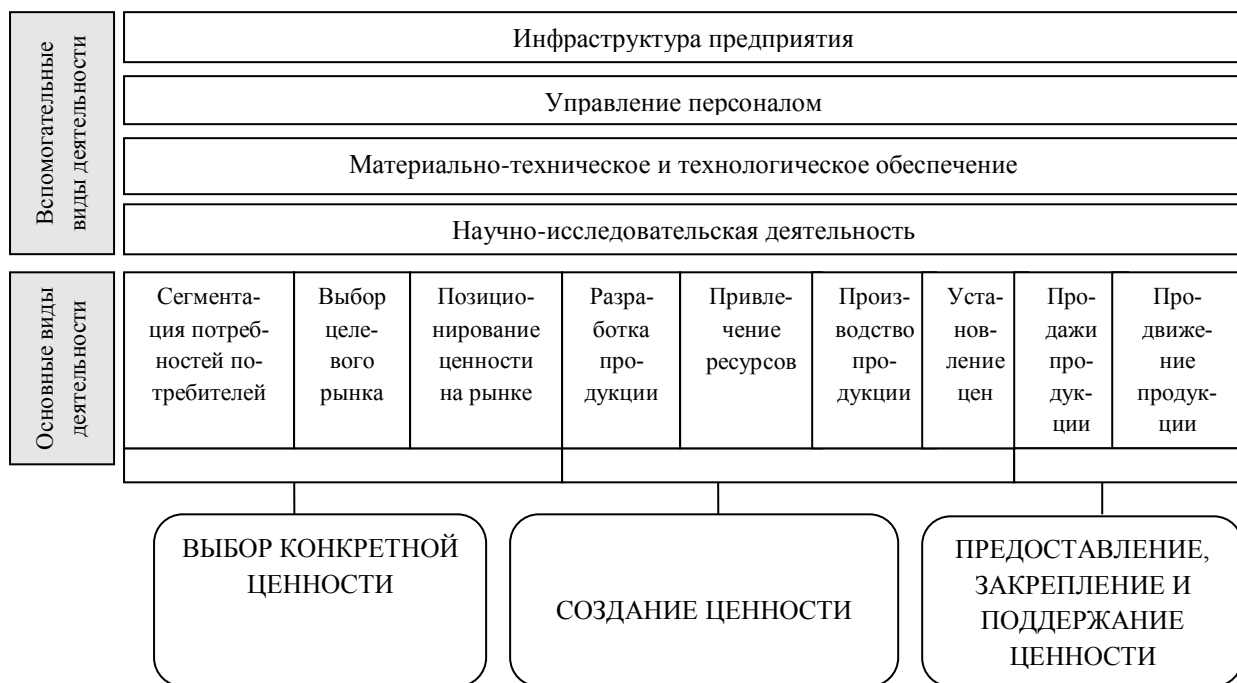 Вспомогательные
виды деятельности
Инфраструктура предприятия
Управление персоналом
Материально-техническое и технологическое обеспечение
Научно-исследовательская деятельность
Основные виды
деятельности
Сегмента-
ция потреб-
ностей по-
требителей
Выбор
целе-
вого
рынка
Позицио-
нирование
ценности
на рынке
Разра-
ботка
про-
дукции
Привле-
чение
ресурсов
Произ-
водство
про-
дукции
Уста-
нов-
ление
цен
Про-
дажи
про-
дук-
ции
Про-
движе-
ние
продук-
ции
ВЫБОР КОНКРЕТНОЙ
ЦЕННОСТИ
СОЗДАНИЕ ЦЕННОСТИ
ПРЕДОСТАВЛЕНИЕ,
ЗАКРЕПЛЕНИЕ И
ПОДДЕРЖАНИЕ
ЦЕННОСТИ